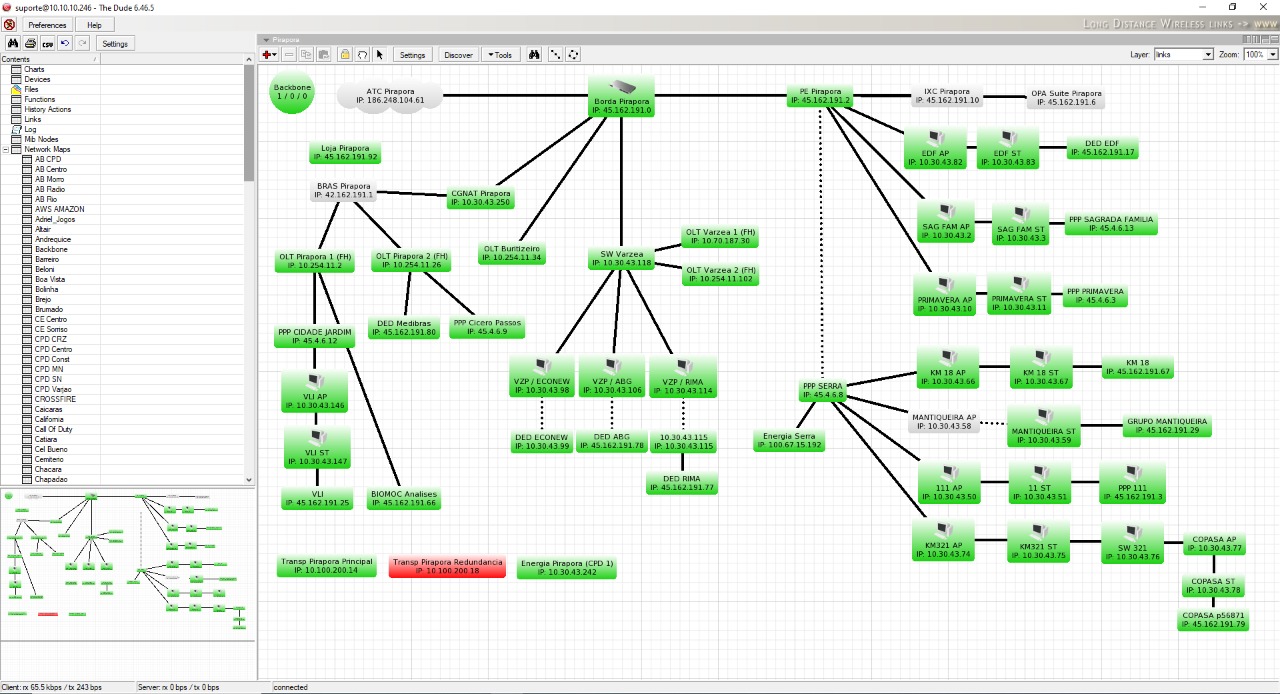 suporte@10.10.10.246 - The Dude 6.46.5
Preferences
Help
LONG DISTANCE WIRELESS LINKS -> WWW
CSV
Settings
Pirapora
Contents
Settings
Discover
Tools
Layer:
links
Zoom:
100%
Charts
Devices
Files
Functions
History Actions
Links
Log
Mib Nodes
Network Maps
AB CPD
AB Centro
AB Morro
AB Radio
AB Rio
AWS AMAZON
Adriel_Jogos
Altair
Andrequice
Backbone
Barreiro
Beloni
Boa Vista
Bolinha
Brejo
Brumado
CE Centro
CE Sorriso
CPD CRZ
CPD Centro
CPD Const
CPD MN
CPD SN
CPD Varjao
CROSSFIRE
Caicaras
California
Call Of Duty
Catiara
Cel Bueno
Cemiterio
Chacara
Chapadao
Backbone
1 / 0 / 0
ATC Pirapora
IP: 186.248.104.61
Borda Pirapora
IP: 45.162.191.0
PE Pirapora
IP: 45.162.191.2
IXC Pirapora
IP: 45.162.191.10
OPA Suite Pirapora
IP: 45.162.191.6
Loja Pirapora
IP: 45.162.191.92
EDF AP
IP: 10.30.43.82
EDF ST
IP: 10.30.43.83
DED EDF
IP: 45.162.191.17
BRAS Pirapora
IP: 42.162.191.1
CGNAT Pirapora
IP: 10.30.43.250
SAG FAM AP
IP: 10.30.43.2
SAG FAM ST
IP: 10.30.43.3
PPP SAGRADA FAMILIA
IP: 45.4.6.13
OLT Pirapora 1 (FH)
IP: 10.254.11.2
OLT Pirapora 2 (FH)
IP: 10.254.11.26
OLT Buritizeiro
IP: 10.254.11.34
SW Varzea
IP: 10.30.43.118
OLT Varzea 1 (FH)
IP: 10.70.187.30
OLT Varzea 2 (FH)
IP: 10.254.11.102
PRIMAVERA AP
IP: 10.30.43.10
PRIMAVERA ST
IP: 10.30.43.11
PPP PRIMAVERA
IP: 45.4.6.3
PPP CIDADE JARDIM
IP: 45.4.6.12
DED Medibras
IP: 45.162.191.80
PPP Cicero Passos
IP: 45.4.6.9
VZP / ECONEW
IP: 10.30.43.98
VZP / ABG
IP: 10.30.43.106
VZP / RIMA
IP: 10.30.43.114
PPP SERRA
IP: 45.4.6.8
KM 18 AP
IP: 10.30.43.66
KM 18 ST
IP: 10.30.43.67
KM 18
IP: 45.162.191.67
VLI AP
IP: 10.30.43.146
VLI ST
IP: 10.30.43.147
DED ECONEW
IP: 10.30.43.99
DED ABG
IP: 45.162.191.78
10.30.43.115
IP: 10.30.43.115
Energia Serra
IP: 100.67.15.192
MANTIQUEIRA AP
IP: 10.30.43.58
MANTIQUEIRA ST
IP: 10.30.43.59
GRUPO MANTIQUEIRA
IP: 45.162.191.29
VLI
IP: 45.162.191.25
BIOMOC Analises
IP: 45.162.191.66
DED RIMA
IP: 45.162.191.77
111 AP
IP: 10.30.43.50
11 ST
IP: 10.30.43.51
PPP 111
IP: 45.162.191.3
KM321 AP
IP: 10.30.43.74
KM321 ST
IP: 10.30.43.75
SW 321
IP: 10.30.43.76
COPASA AP
IP: 10.30.43.77
Transp Pirapora Principal
IP: 10.100.200.14
Transp Pirapora Redundancia
IP: 10.100.200.18
Energia Pirapora (CPD 1)
IP: 10.30.43.242
COPASA ST
IP: 10.30.43.78
COPASA p56871
IP: 45.162.191.79
Client: rx 65.5 kbps / tx 243 bps
Server: rx 0 bps / tx 0 bps
connected